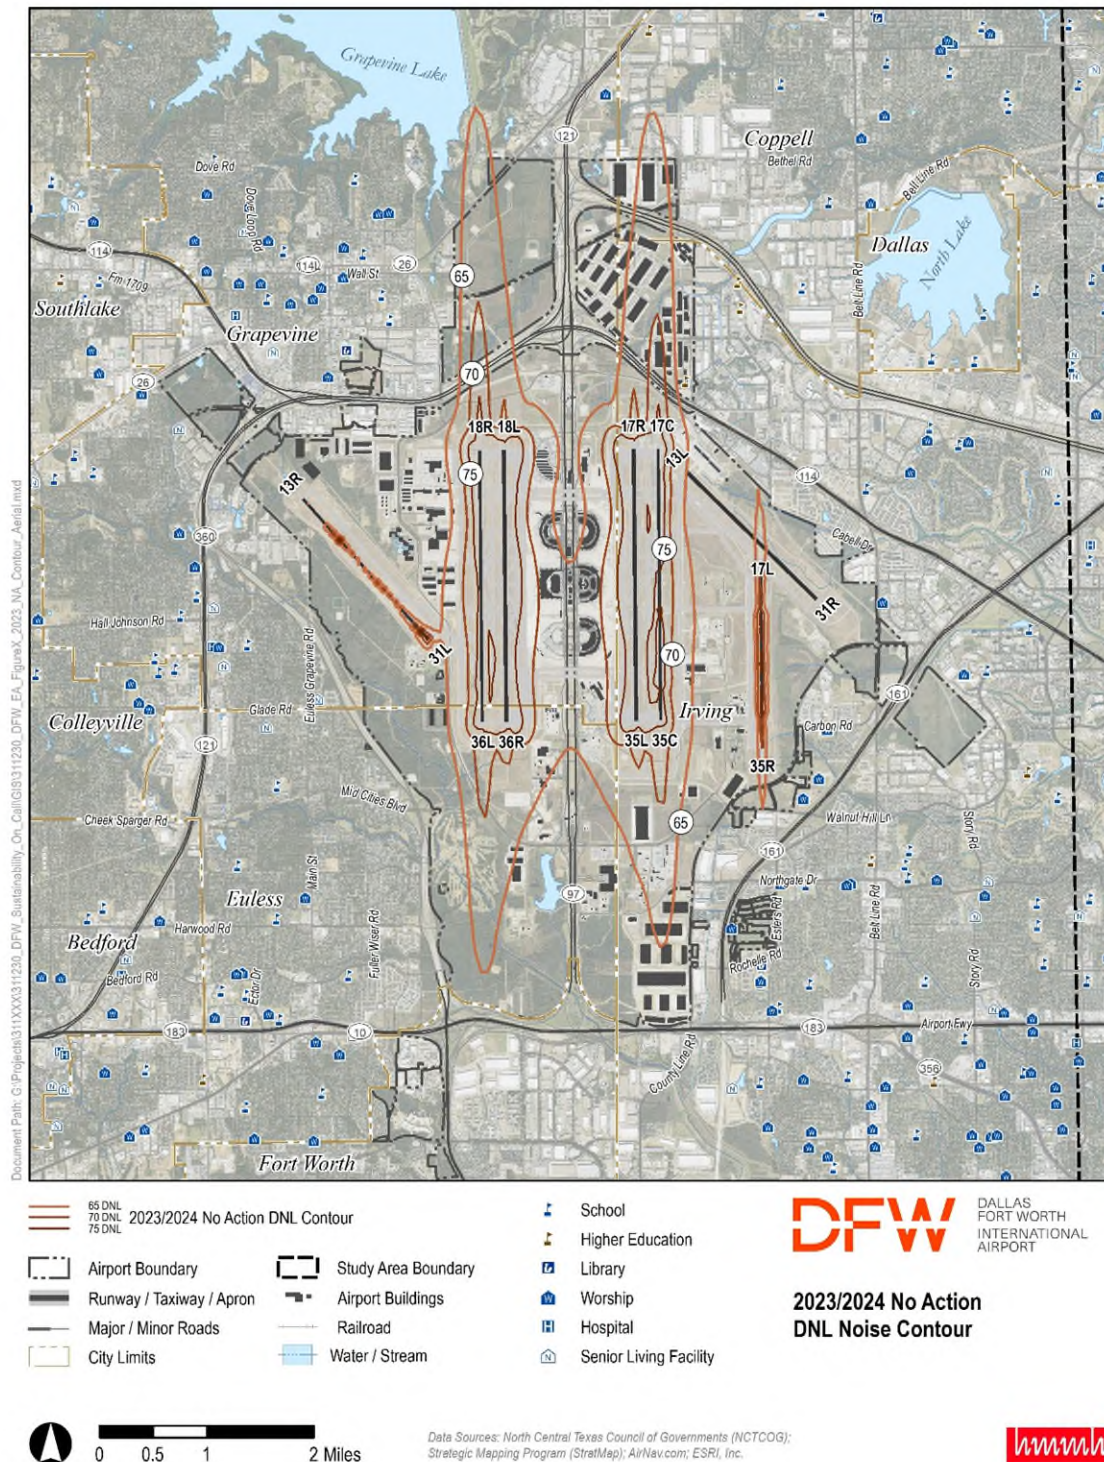 Grapevine Lake
121
Coppell
Bethel Rd
Dove Rd
Dove Loop Rd
Bell Line Rd
Dallas
North Lake
Belt Line Rd
114
Fm 1709
114L
Wall St
26
65
Southlake
Grapevine
26
70
18R 18L
17R 17C
13L
75
13R
114
360
Cabell Dr
75
17L
31R
Hall Johnson Rd
31L
70
Euless Grapevine Rd
161
Colleyville
Glade Rd
Irving
Carbon Rd
121
36L 36R
35L 35C
35R
Mid Cities Blvd
Cheek Sparger Rd
65
Walnut Hill Ln
Story Rd
161
Main St
Northgate Dr
97
Euless
Esters Rd
Belt Line Rd
Harwood Rd
Fuller Wiser Rd
Bedford
Rochelle Rd
Bedford Rd
Ector Dr
Story Rd
183
10
183
Airport Fwy
County Line Rd
356
Fort Worth
Document Path: G:\Projects\311XXX\311230_DFW_Sustainability_On_Call\GIS\311230_DFW_EA_FigureX_2023_NA_Contour_Aerial.mxd
65 DNL
70 DNL 2023/2024 No Action DNL Contour
75 DNL
Airport Boundary
Study Area Boundary
Runway / Taxiway / Apron
Airport Buildings
Major / Minor Roads
Railroad
City Limits
Water / Stream
School
Higher Education
Library
Worship
Hospital
Senior Living Facility
DFW
DALLAS
FORT WORTH
INTERNATIONAL
AIRPORT
2023/2024 No Action
DNL Noise Contour
0 0.5 1 2 Miles
Data Sources: North Central Texas Council of Governments (NCTCOG);
Strategic Mapping Program (StratMap); AirNav.com; ESRI, Inc.
hmmh